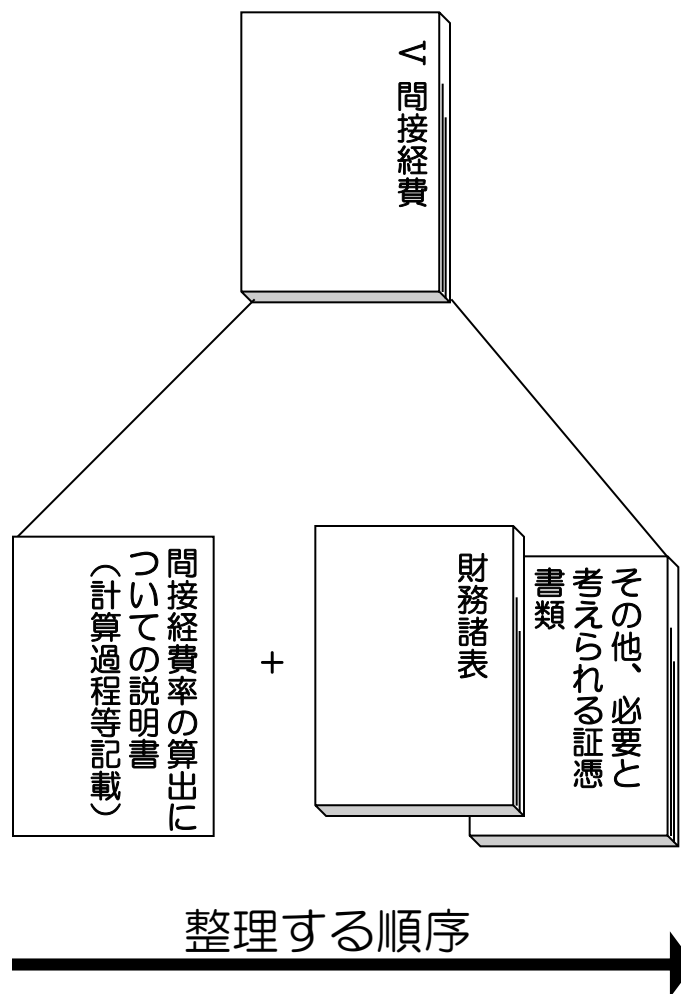 Ⅴ 間接経費
間接経費率の算出に
ついての説明書
（計算過程等記載）
+
財務諸表
その他、必要と
考えられる証憑
書類
整理する順序